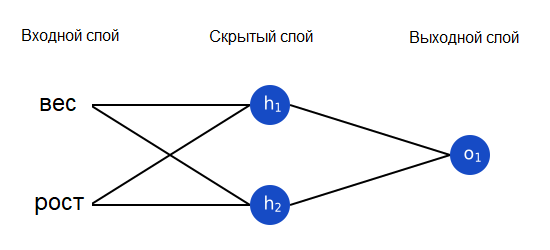 Входной слой
Скрытый слой
Выходной слой
вес
h1
o1
рост
h2